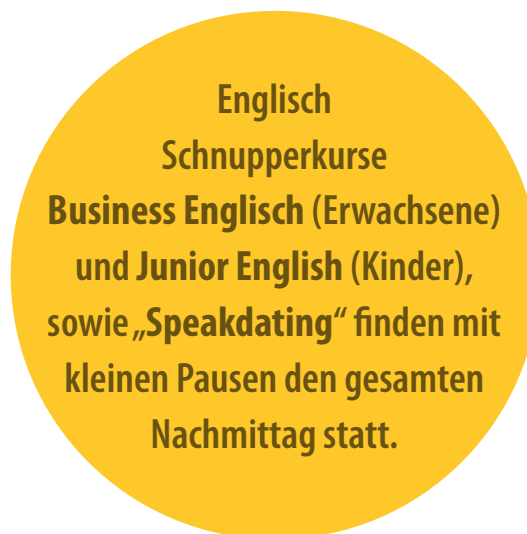 Englisch
Schnupperkurse
Business Englisch (Erwachsene)
und Junior English (Kinder),
sowie „Speakdating“ finden mit
kleinen Pausen den gesamten
Nachmittag statt.